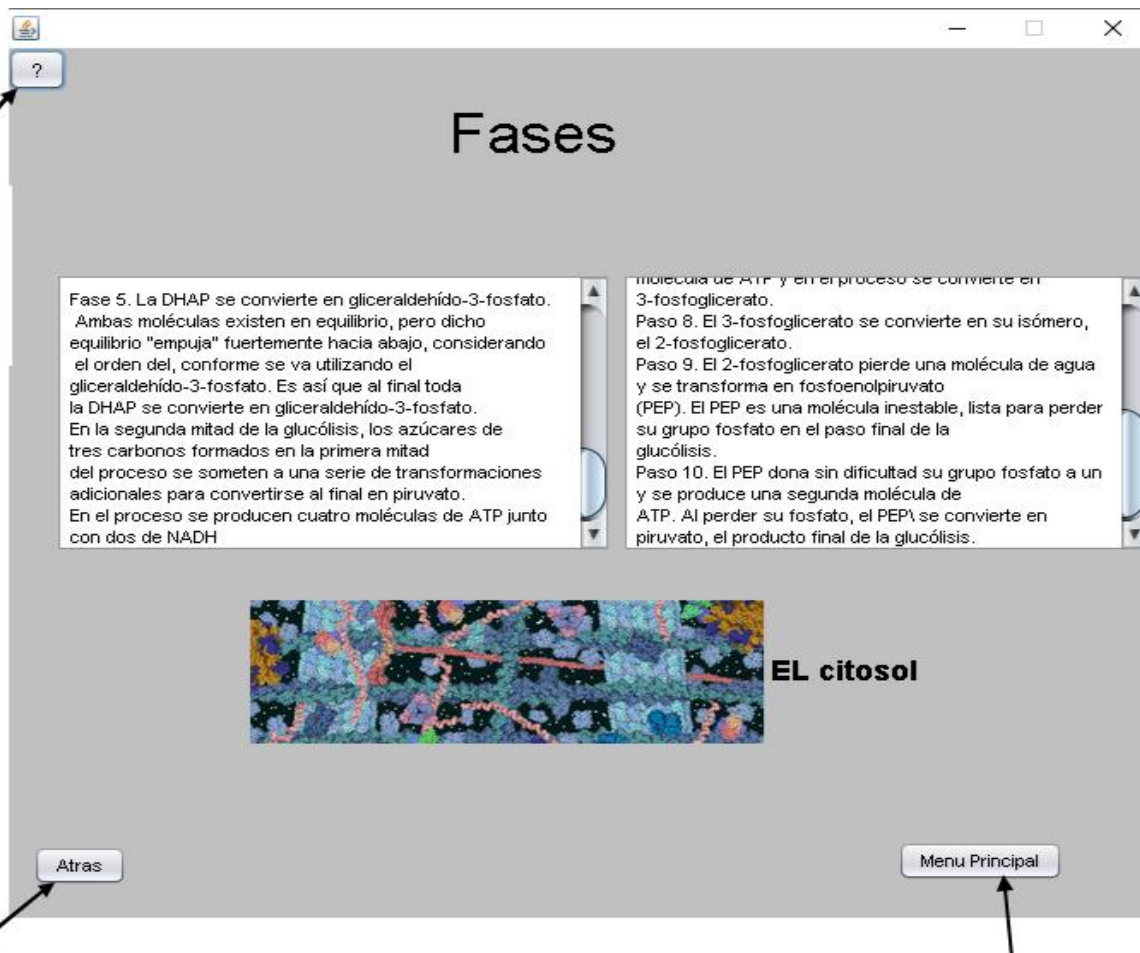 ?
Fases
Fase 5. La DHAP se convierte en gliceraldehído-3-fosfato.
Ambas moléculas existen en equilibrio, pero dicho
equilibrio "empuja" fuertemente hacia abajo, considerando
el orden del, conforme se va utilizando el
gliceraldehído-3-fosfato. Es así que al final toda
la DHAP se convierte en gliceraldehído-3-fosfato.
En la segunda mitad de la glucólisis, los azúcares de
tres carbonos formados en la primera mitad
del proceso se someten a una serie de transformaciones
adicionales para convertirse al final en piruvato.
En el proceso se producen cuatro moléculas de ATP junto
con dos de NADH
molécula de ATP y en el proceso se convierte en
3-fosfoglicerato.
Paso 8. El 3-fosfoglicerato se convierte en su isómero,
el 2-fosfoglicerato.
Paso 9. El 2-fosfoglicerato pierde una molécula de agua
y se transforma en fosfoenolpiruvato
(PEP). El PEP es una molécula inestable, lista para perder
su grupo fosfato en el paso final de la
glucólisis.
Paso 10. El PEP dona sin dificultad su grupo fosfato a un
y se produce una segunda molécula de
ATP. Al perder su fosfato, el PEP\ se convierte en
piruvato, el producto final de la glucólisis.
EL citosol
Atras
Menu Principal